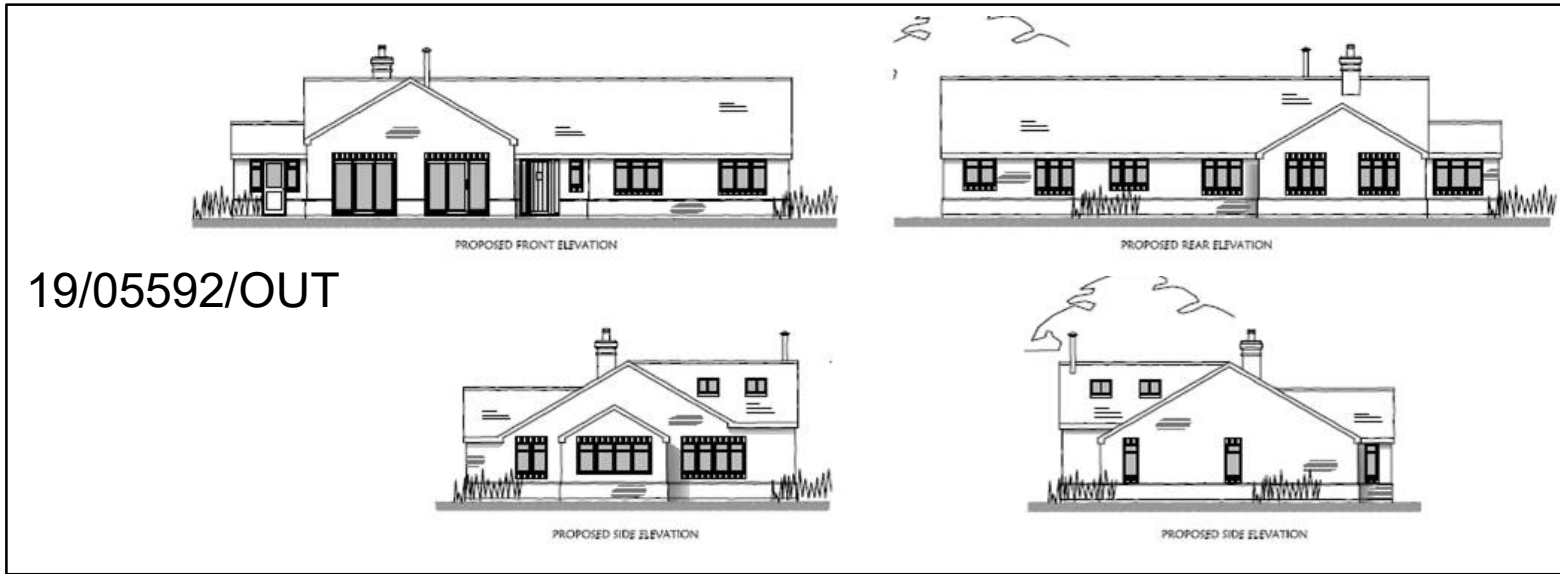 PROPOSED FRONT ELEVATION
PROPOSED REAR ELEVATION
19/05592/OUT
PROPOSED SIDE ELEVATION
PROPOSED SIDE ELEVATION